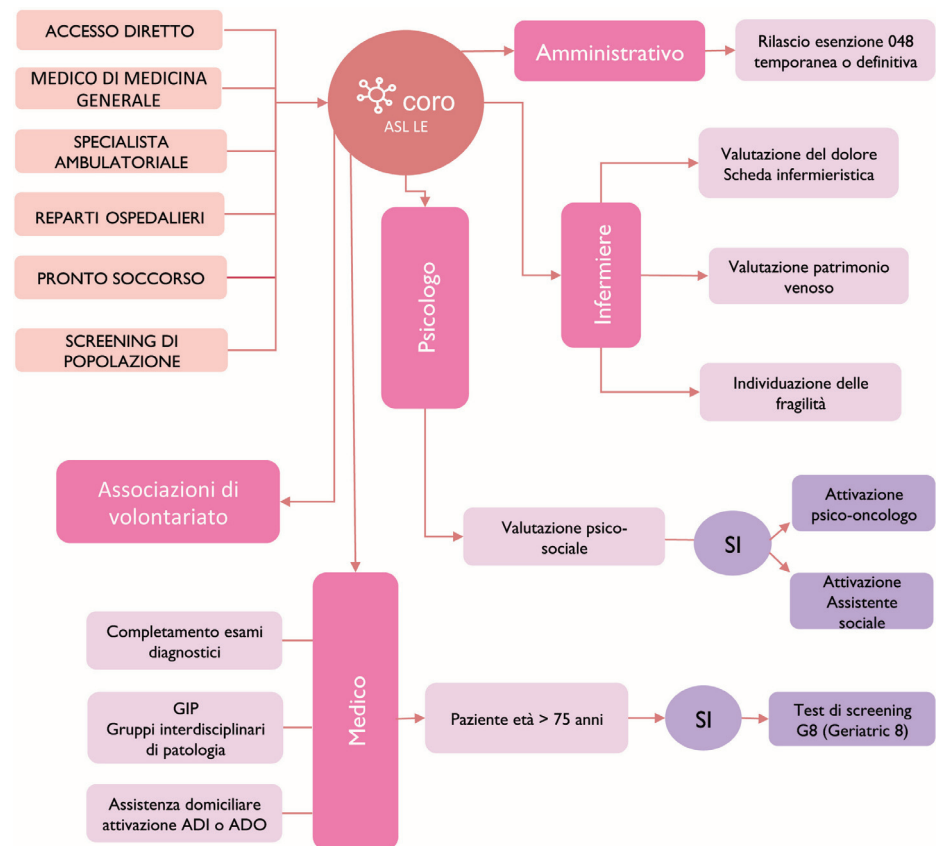 ACCESSO DIRETTO
MEDICO DI MEDICINA
GENERALE
SPECIALISTA
AMBULATORIALE
REPARTI OSPEDALIERI
PRONTO SOCCORSO
SCREENING DI
POPOLAZIONE
coro
ASL LE
Amministrativo
Rilascio esenzione 048
temporanea o definitiva
Infermiere
Valutazione del dolore
Scheda infermieristica
Valutazione patrimonio
venoso
Individuazione delle
fragilità
Psicologo
Valutazione psico-
sociale
SI
Attivazione
psico-oncologo
Attivazione
Assistente
sociale
Associazioni di
volontariato
Medico
Completamento esami
diagnostici
GIP
Gruppi interdisciplinari
di patologia
Assistenza domiciliare
attivazione ADI o ADO
Paziente età > 75 anni
SI
Test di screening
G8 (Geriatric 8)